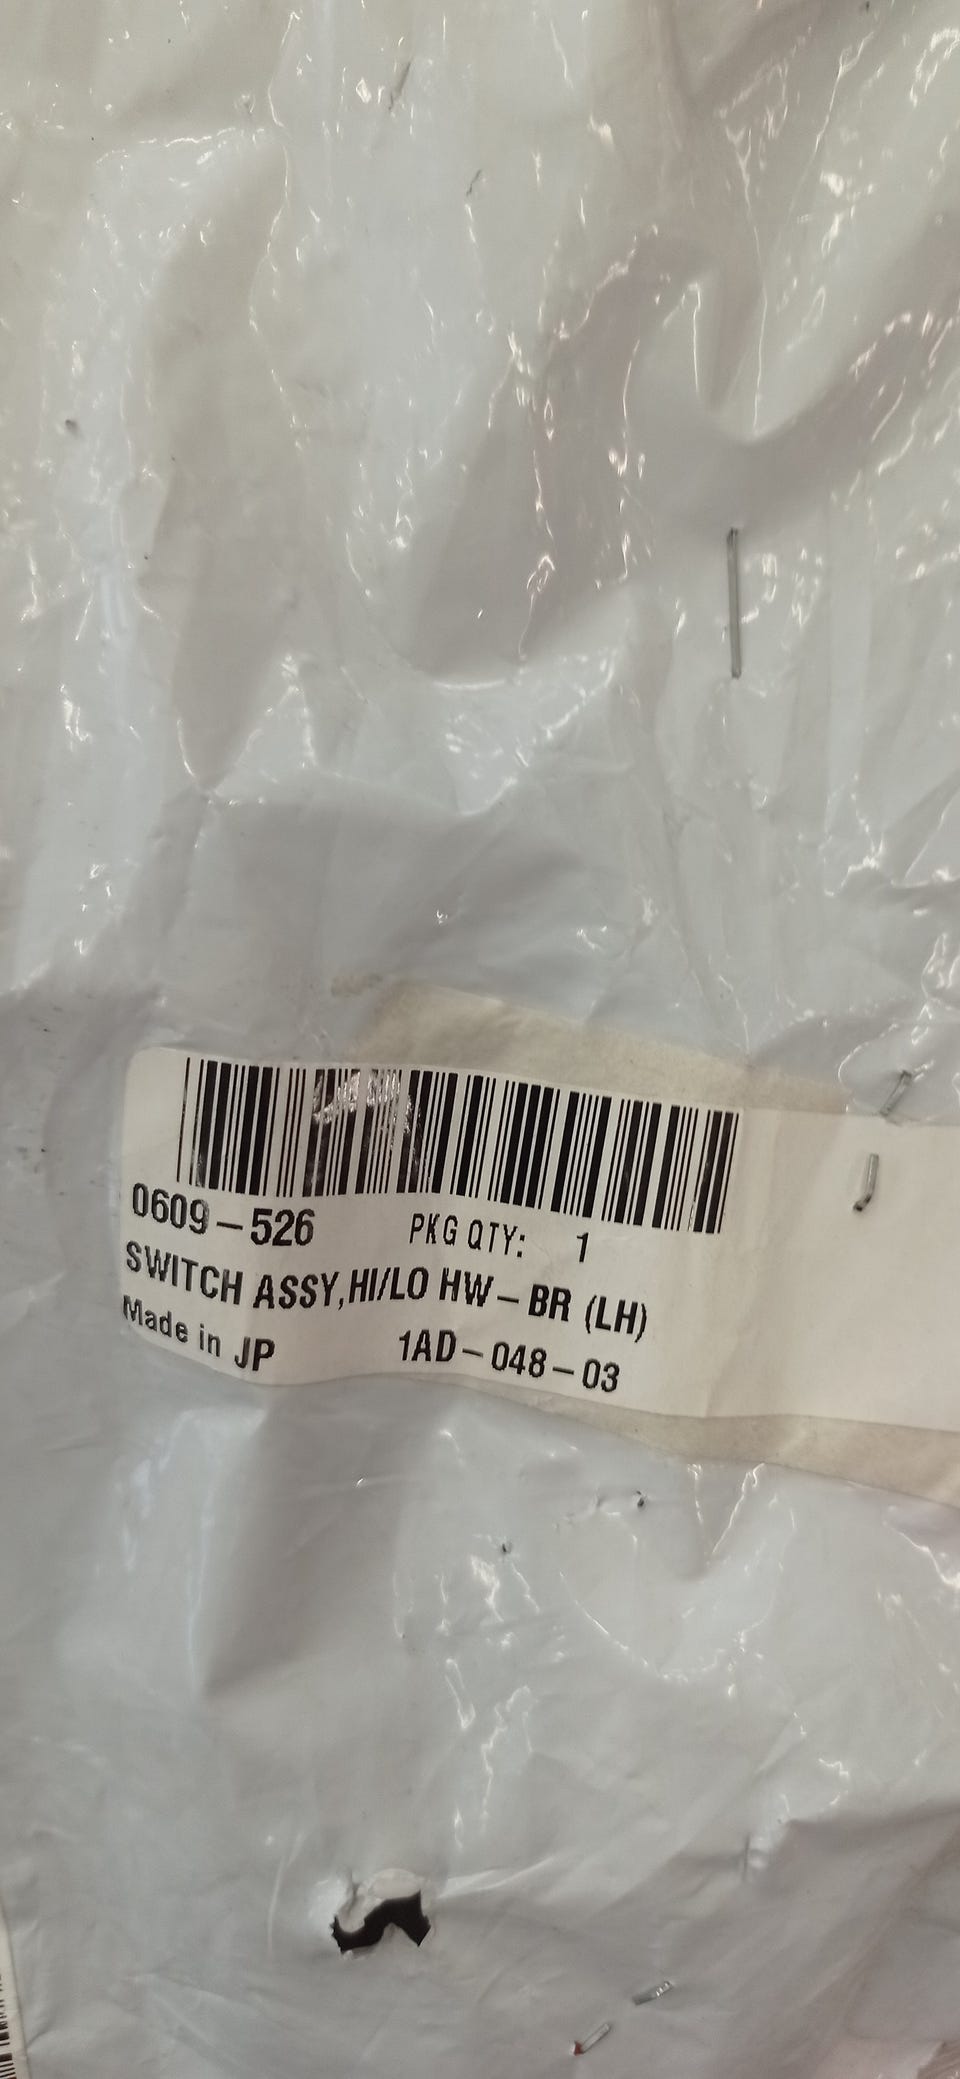 0609-526 PKG QTY: 1
SWITCH ASSY,HI/LO HW-BR (LH)
Made in JP 1AD-048-03